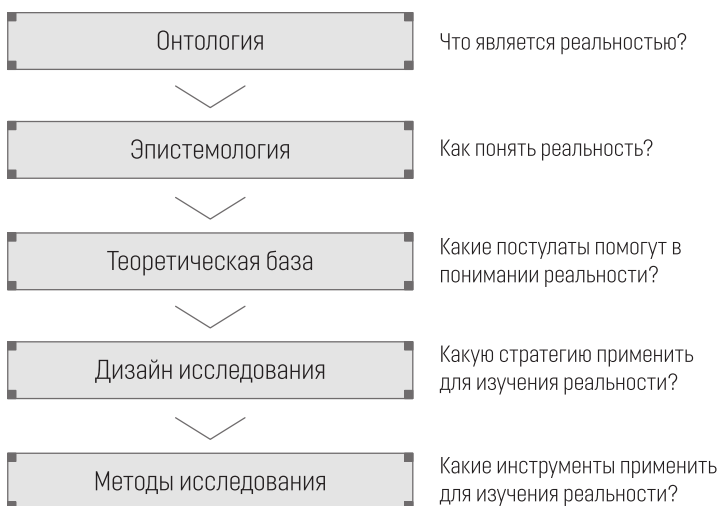 Онтология
Что является реальностью?
Эпистемология
Как понять реальность?
Теоретическая база
Какие постулаты помогут в
понимании реальности?
Дизайн исследования
Какую стратегию применить
для изучения реальности?
Методы исследования
Какие инструменты применить
для изучения реальности?